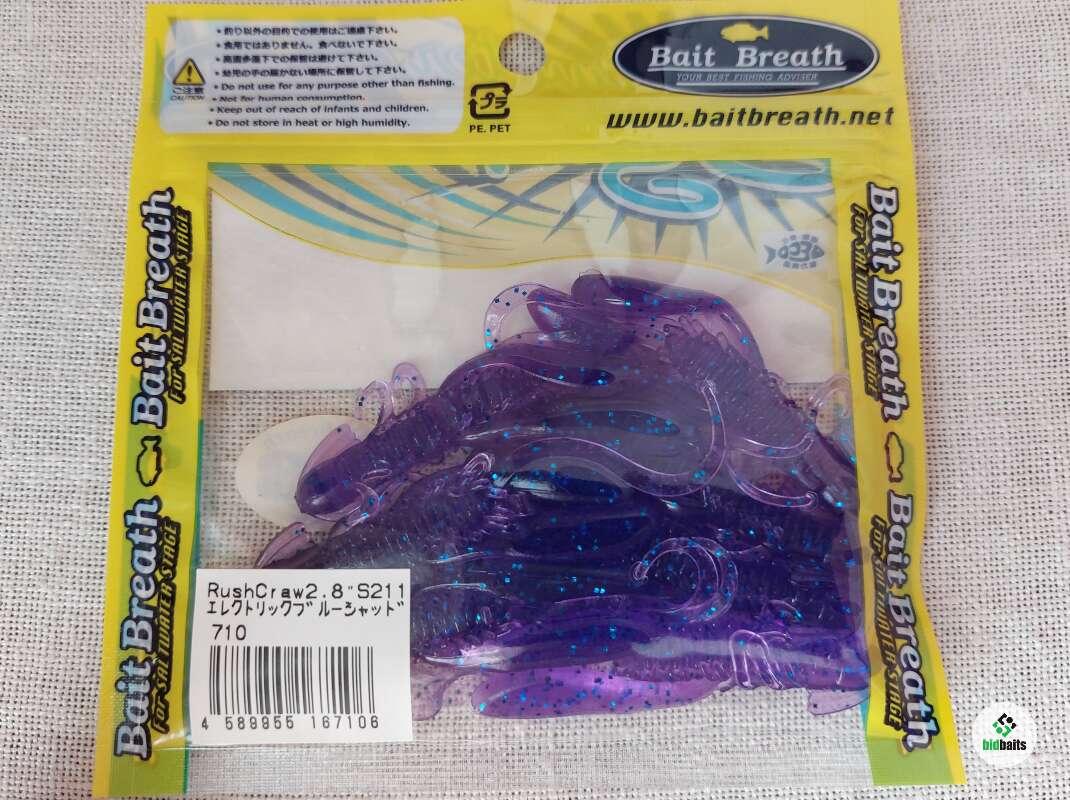 ・釣り以外の目的での使用はご遠慮下さい。
・食用ではありません。食べないで下さい。
・高温多湿下での保管は避けて下さい。
・幼児の手の届かない場所に保管して下さい。
• Do not use for any purpose other than fishing.
• Not for human consumption.
• Keep out of reach of infants and children.
• Do not store in heat or high humidity.
ご注意
CAUTION
プラ
PE. PET
Bait Breath
YOUR BEST FISHING ADVISER
www.baitbreath.net
Bait Breath
For SALTWATER STAGE
Bait Breath
For SALTWATER STAGE
Bait Breath
For SALTWATER STAGE
Bait Breath
For SALTWATER STAGE
RushCraw2.8"S211
エレクトリックブルーシャッド
710
4 589955 167106
bidbaits